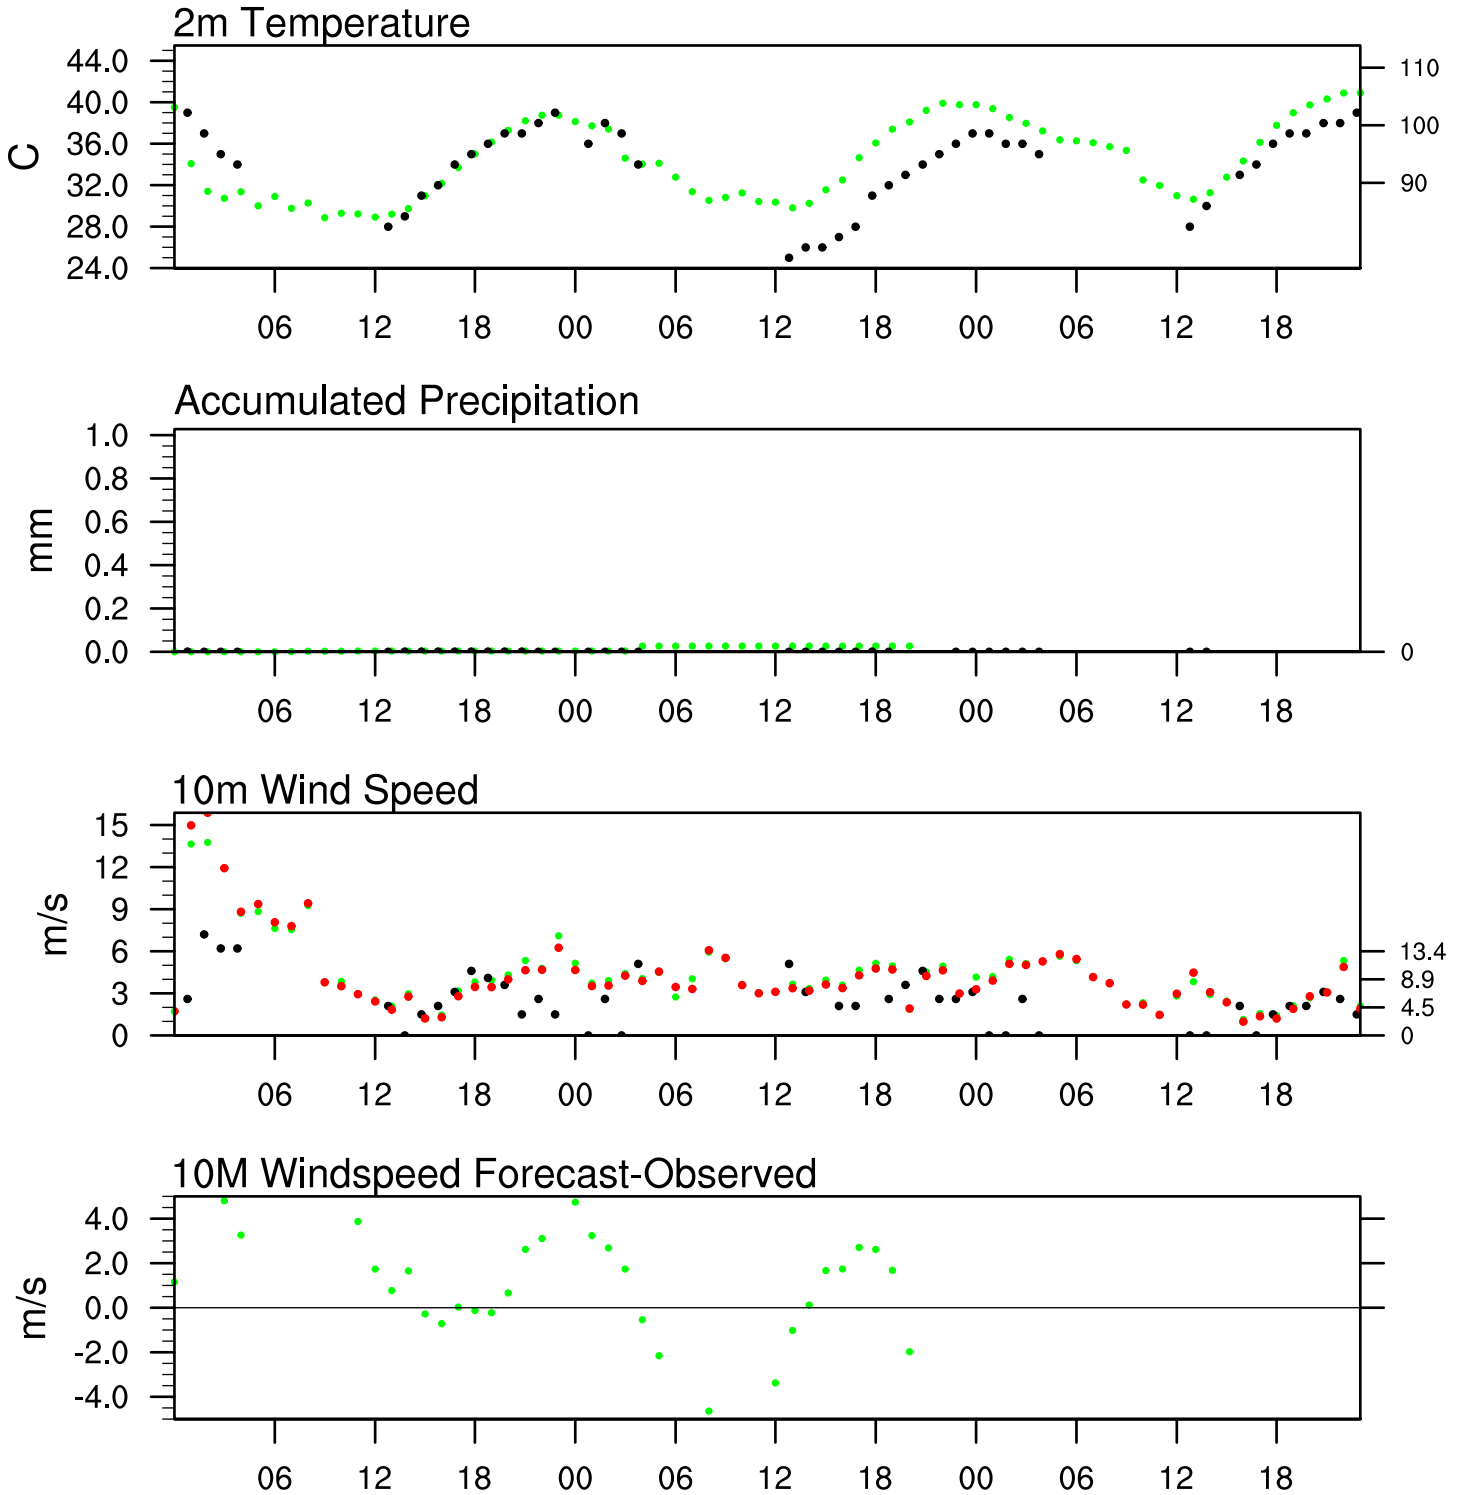 2m Temperature
44.0
40.0
36.0
32.0
28.0
24.0
C
110
100
90
06 12 18 00 06 12 18 00 06 12 18
Accumulated Precipitation
1.0
0.8
0.6
0.4
0.2
0.0
mm
0
06 12 18 00 06 12 18 00 06 12 18
10m Wind Speed
15
12
9
6
3
0
m/s
13.4
8.9
4.5
0
06 12 18 00 06 12 18 00 06 12 18
10M Windspeed Forecast-Observed
4.0
2.0
0.0
-2.0
-4.0
m/s
06 12 18 00 06 12 18 00 06 12 18